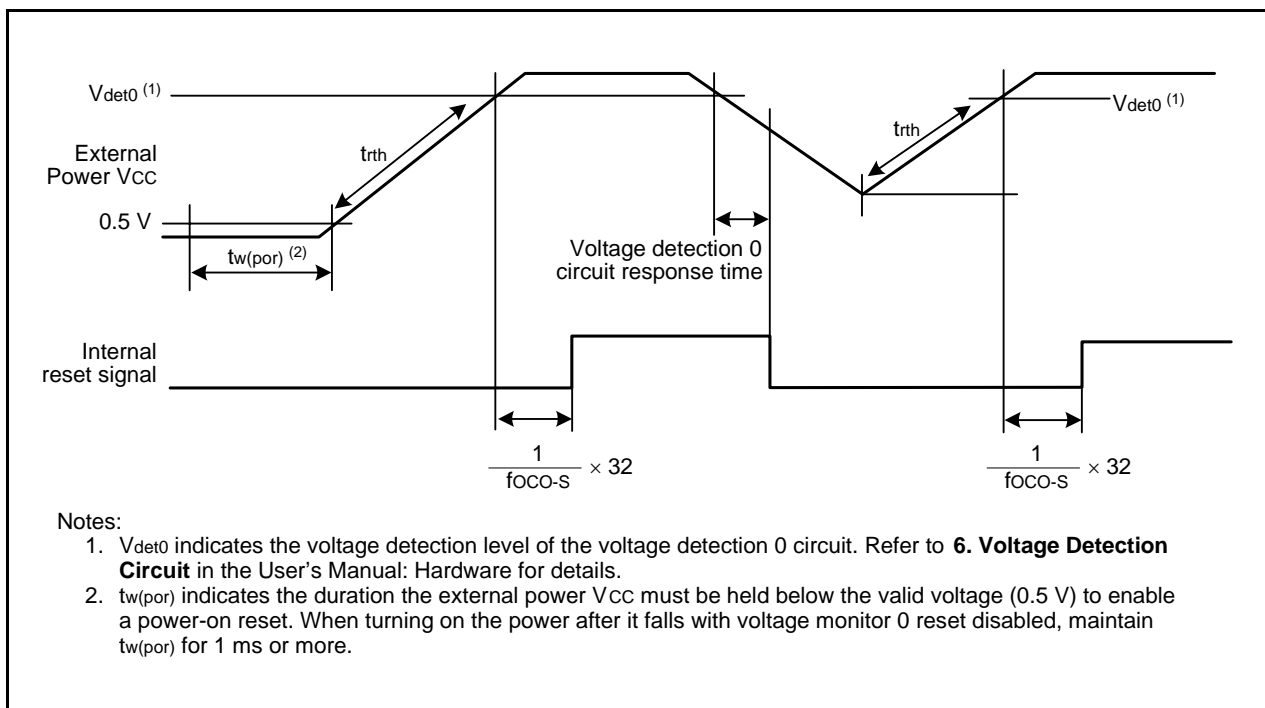 Vdet0 (1)
trth
External
Power VCC
0.5 V
tw(por) (2)
Voltage detection 0
circuit response time
trth
Vdet0 (1)
Internal
reset signal
1
fOCO-S
× 32
1
fOCO-S
× 32
Notes:
1. Vdet0 indicates the voltage detection level of the voltage detection 0 circuit. Refer to 6. Voltage Detection
Circuit in the User's Manual: Hardware for details.
2. tw(por) indicates the duration the external power VCC must be held below the valid voltage (0.5 V) to enable
a power-on reset. When turning on the power after it falls with voltage monitor 0 reset disabled, maintain
tw(por) for 1 ms or more.